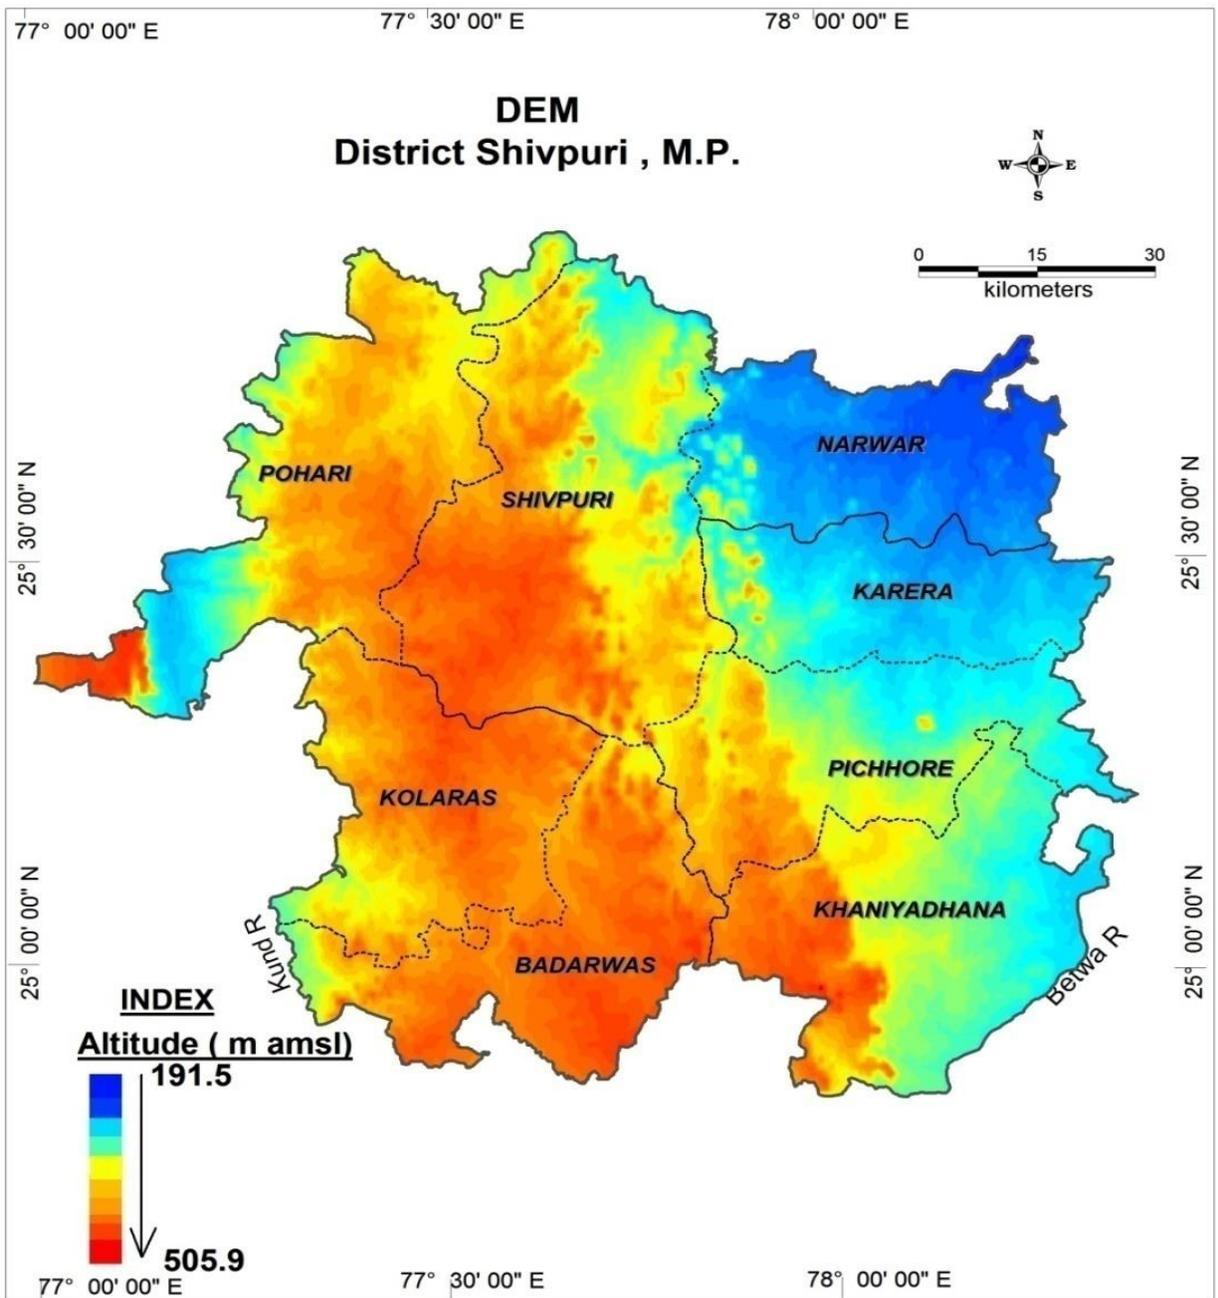 77° 00' 00" E
77° 30' 00" E
78° 00' 00" E
DEM
District Shivpuri , M.P.
N
W E
S
0 15 30
kilometers
NARWAR
POHARI
SHIVPURI
25° 30' 00" N
25° 30' 00" N
KARERA
PICHHORE
KOLARAS
KHANIYADHANA
BADARWAS
Kund R
Betwa R
25° 00' 00" N
25° 00' 00" N
INDEX
Altitude ( m amsl)
191.5
505.9
77° 00' 00" E
77° 30' 00" E
78° 00' 00" E